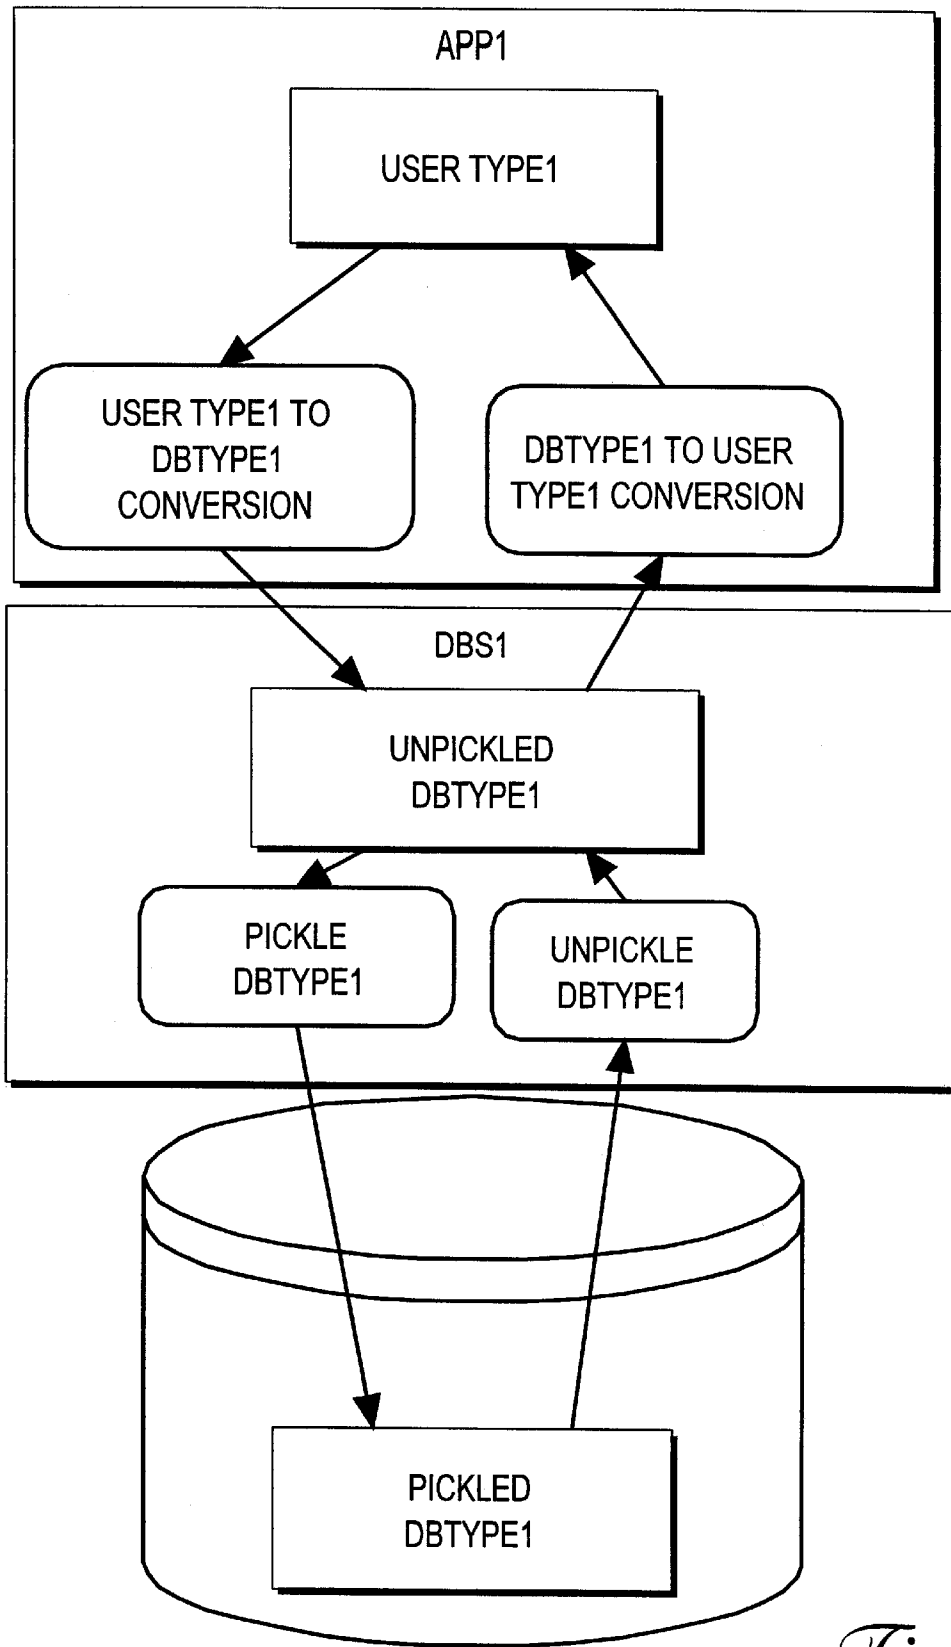 APP1
USER TYPE1
USER TYPE1 TO
DBTYPE1
CONVERSION
DBTYPE1 TO USER
TYPE1 CONVERSION
DBS1
UNPICKLED
DBTYPE1
PICKLE
DBTYPE1
UNPICKLE
DBTYPE1
PICKLED
DBTYPE1